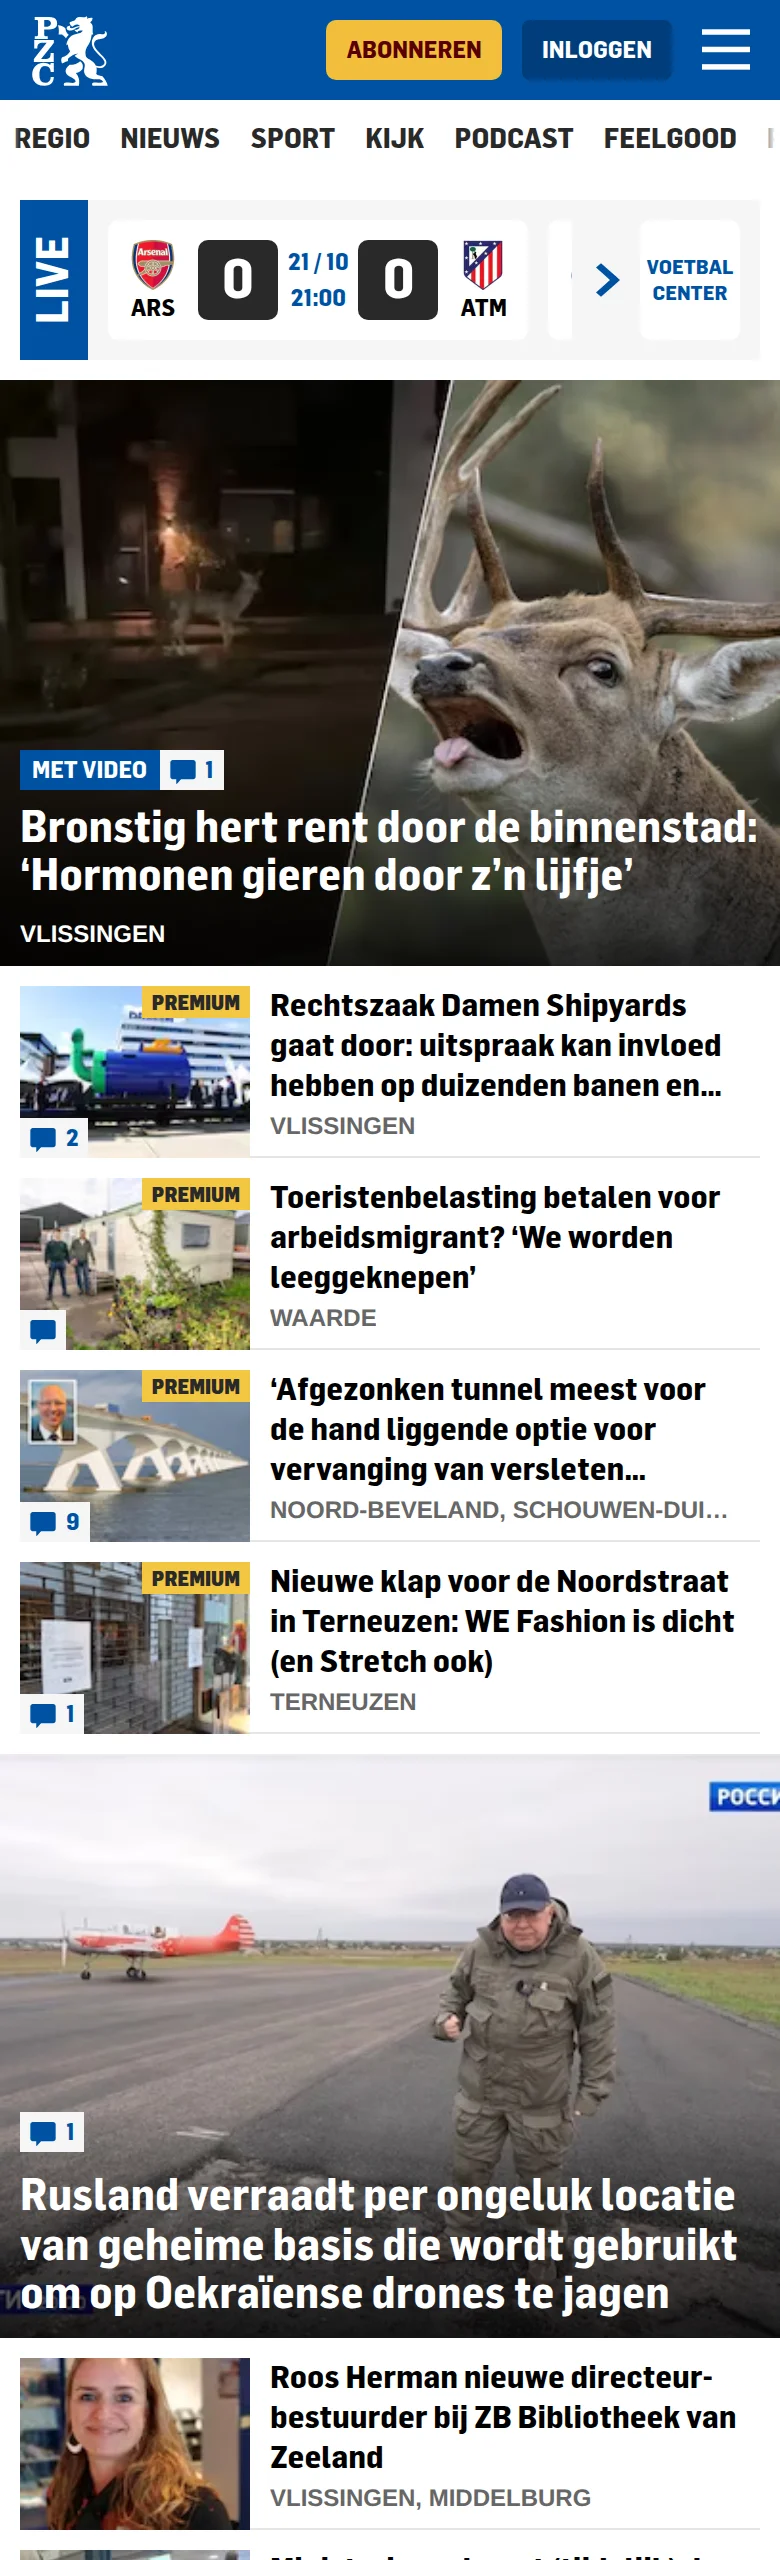 PZC
ABONNEREN
INLOGGEN
REGIO NIEUWS SPORT KIJK PODCAST FEELGOOD
LIVE
Arsenal
ARS
0
21 / 10
21:00
0
ATM
VOETBAL
CENTER
MET VIDEO
1
Bronstig hert rent door de binnenstad:
‘Hormonen gieren door z’n lijfje’
VLISSINGEN
PREMIUM
2
Rechtszaak Damen Shipyards
gaat door: uitspraak kan invloed
hebben op duizenden banen en...
VLISSINGEN
PREMIUM
Toeristenbelasting betalen voor
arbeidsmigrant? ‘We worden
leeggeknepen’
WAARDE
PREMIUM
9
‘Afgezonken tunnel meest voor
de hand liggende optie voor
vervanging van versleten...
NOORD-BEVELAND, SCHOUWEN-DUI...
PREMIUM
1
Nieuwe klap voor de Noordstraat
in Terneuzen: WE Fashion is dicht
(en Stretch ook)
TERNEUZEN
РОССИ
1
Rusland verraadt per ongeluk locatie
van geheime basis die wordt gebruikt
om op Oekraïense drones te jagen
Roos Herman nieuwe directeur-
bestuurder bij ZB Bibliotheek van
Zeeland
VLISSINGEN, MIDDELBURG